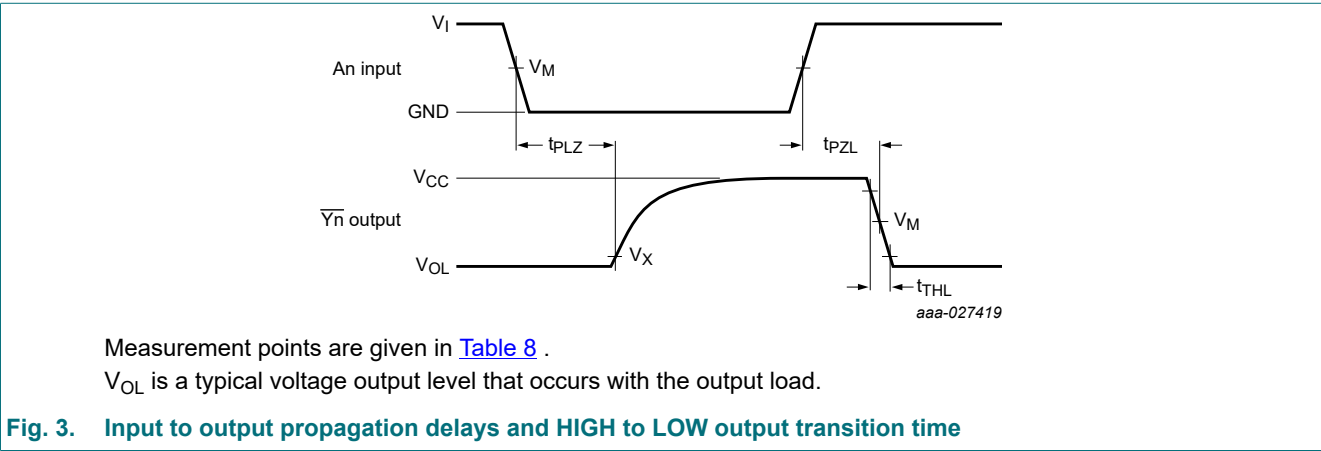 VI
An input
VM
GND
tPLZ
tPZL
VCC
Yn output
VM
VX
VOL
tTHL
aaa-027419
Measurement points are given in Table 8 .
VOL is a typical voltage output level that occurs with the output load.
Fig. 3. Input to output propagation delays and HIGH to LOW output transition time